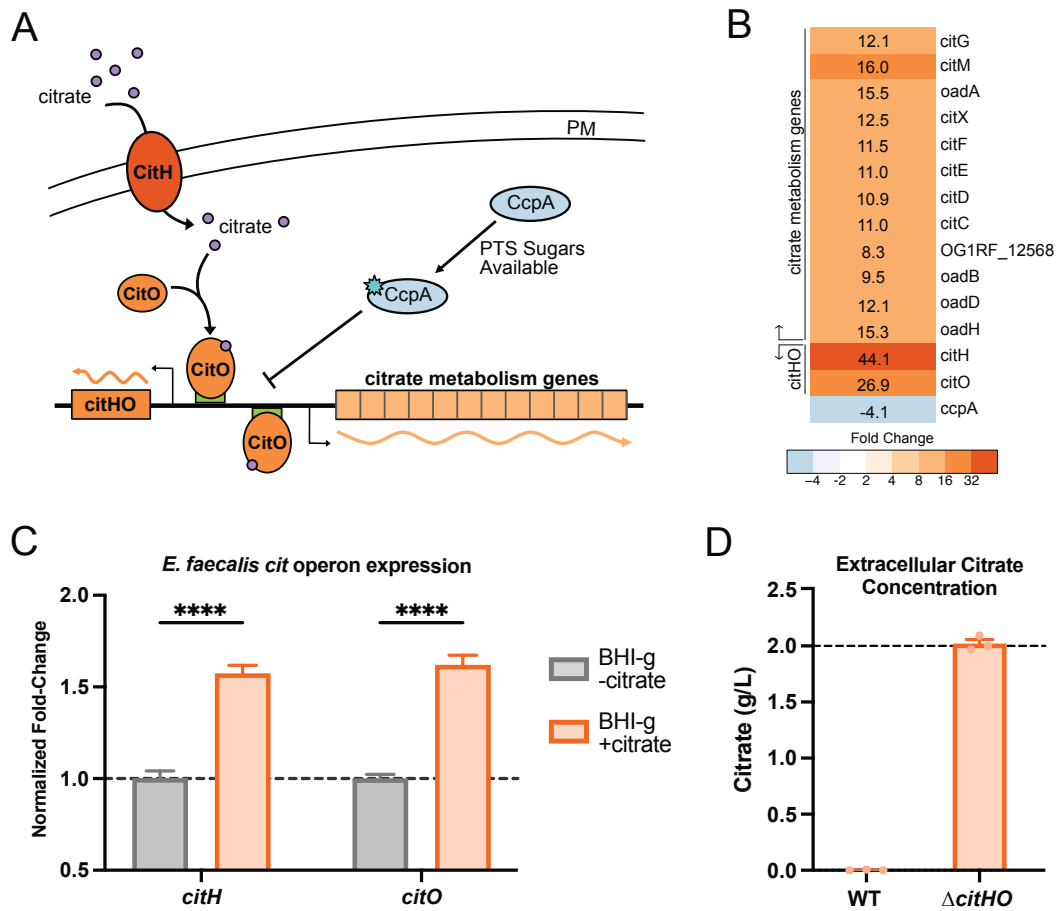 A
citrate
PM
CitH
citrate
CcpA
PTS Sugars
Available
CitO
CcpA
CitO
citHO
citrate metabolism genes
CitO
B
citrate metabolism genes
citHO
12.1 citG
16.0 citM
15.5 oadA
12.5 citX
11.5 citF
11.0 citE
10.9 citD
11.0 citC
8.3 OG1RF_12568
9.5 oadB
12.1 oadD
15.3 oadH
44.1 citH
26.9 citO
-4.1 ccpA
Fold Change
−4 -2 2 4 8 16 32
C
E. faecalis cit operon expression
Normalized Fold-Change
2.0
1.5
1.0
0.5
**** ****
citH citO
BHI-g
-citrate
BHI-g
+citrate
D
Extracellular Citrate
Concentration
Citrate (g/L)
2.5
2.0
1.5
1.0
0.5
0.0
WT ΔcitHO